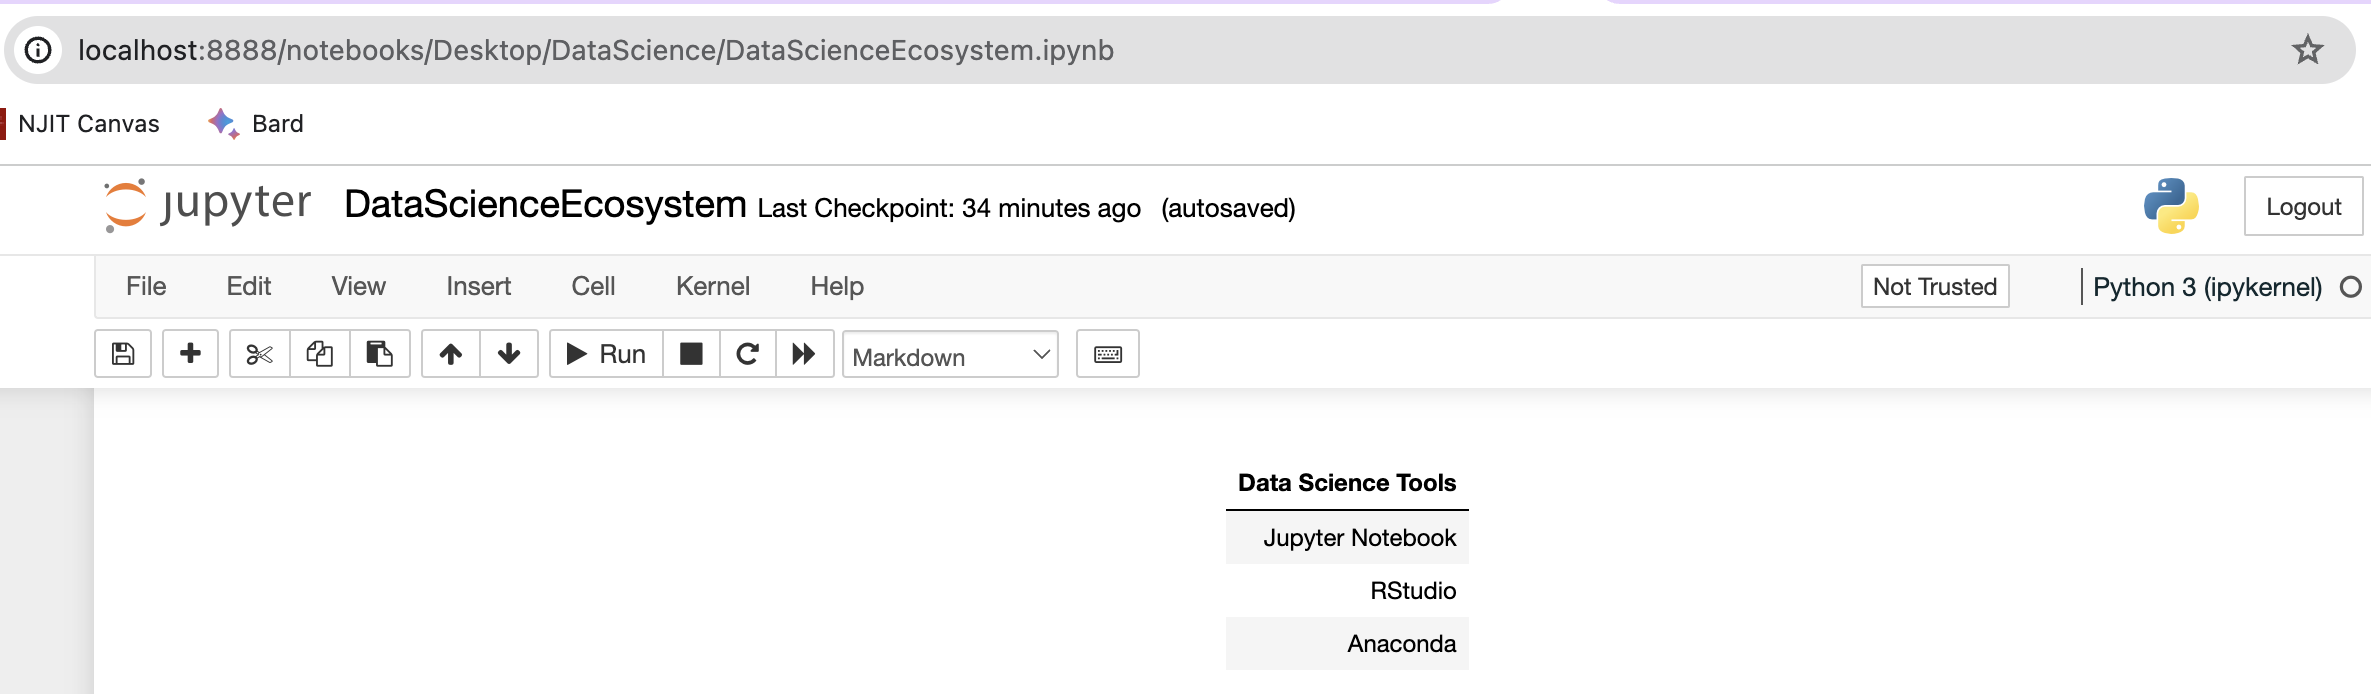 localhost:8888/notebooks/Desktop/DataScience/DataScienceEcosystem.ipynb
NJIT Canvas Bard
jupyter DataScienceEcosystem Last Checkpoint: 34 minutes ago (autosaved) Logout
File Edit View Insert Cell Kernel Help Not Trusted Python 3 (ipykernel)
Run Markdown
Data Science Tools
Jupyter Notebook
RStudio
Anaconda